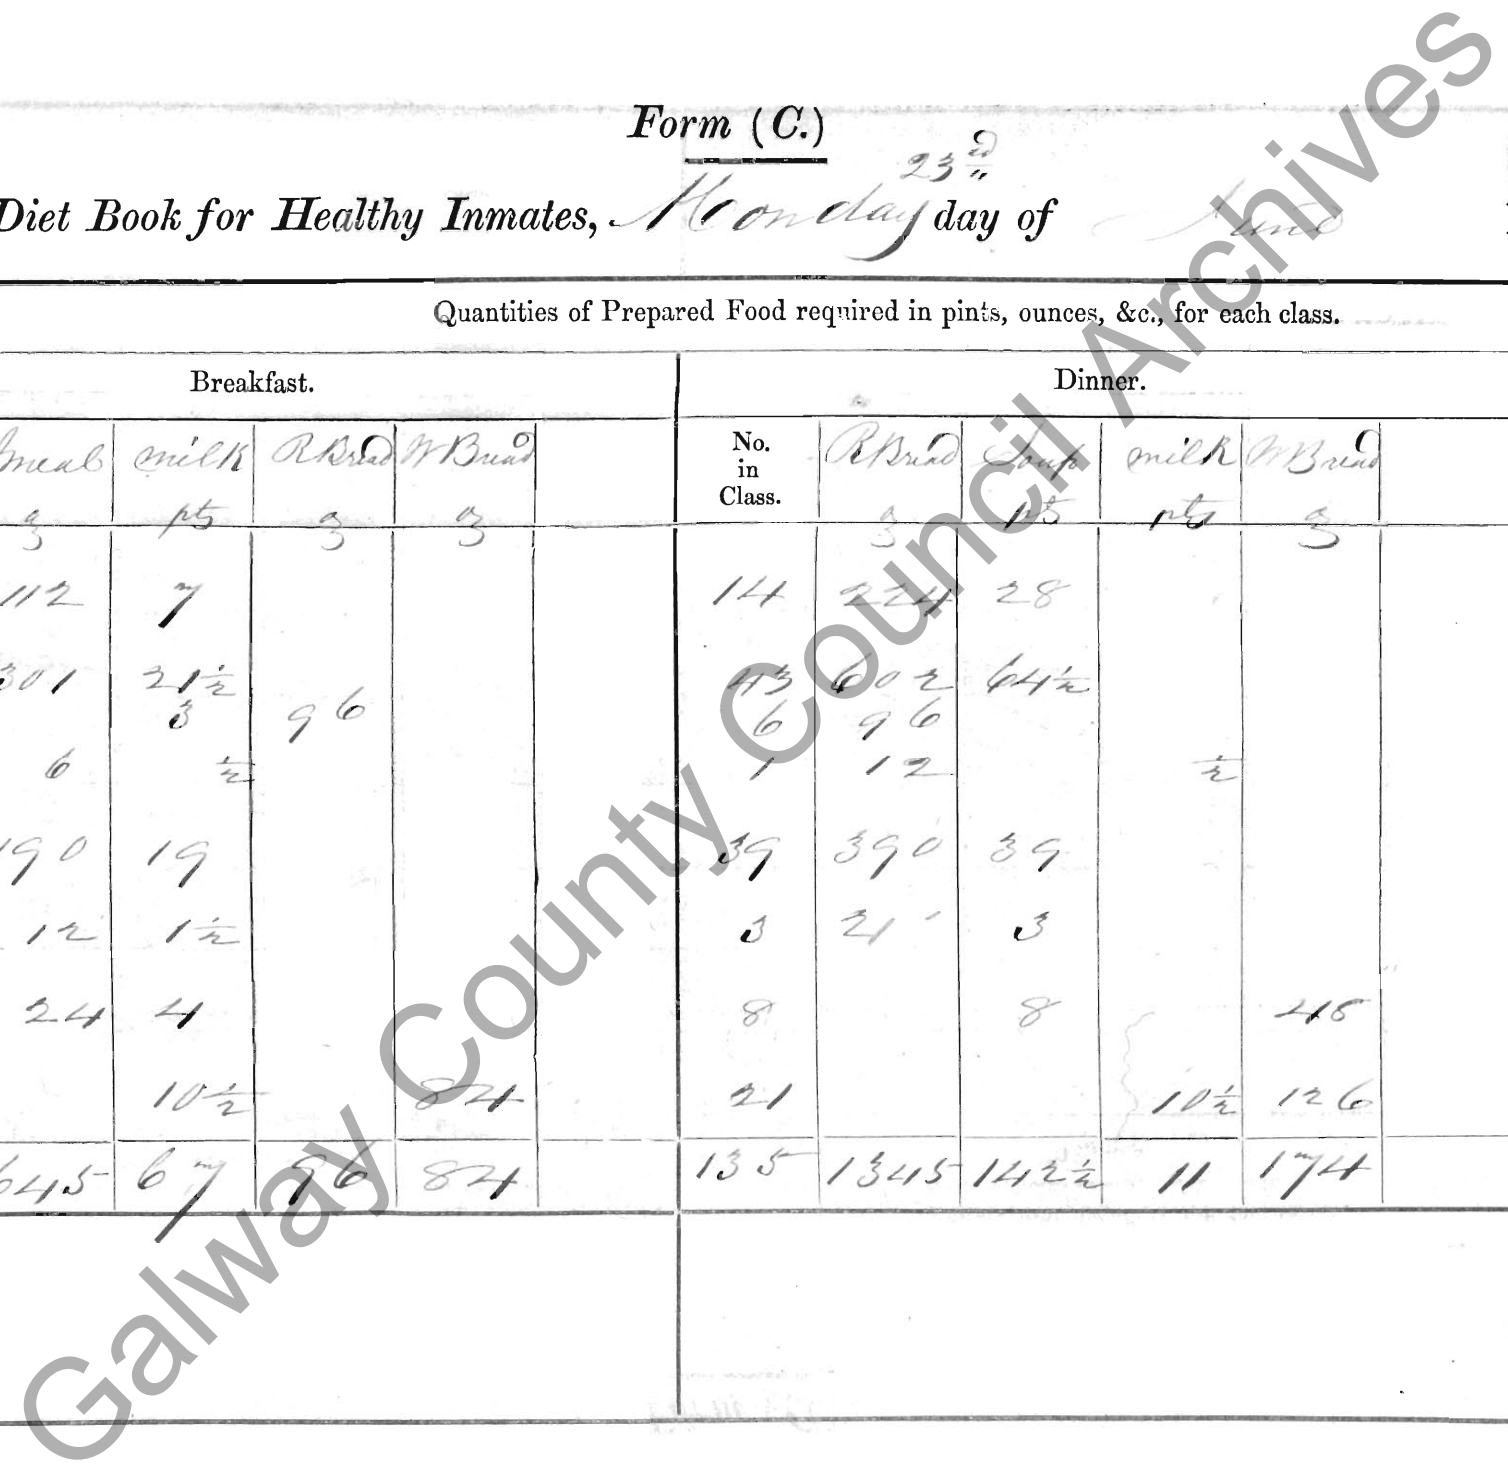 Form (C.)
23rd
Diet Book for Healthy Inmates, Monday day of June
Quantities of Prepared Food required in pints, ounces, &c., for each class.
Breakfast. Dinner.
meal milk R Bread W Bread No. in Class. R Bread Soup milk W Bread
℥ pts ℥ ℥ ℥ pts pts ℥
112 7 14 224 28
301 21½ 43 602 64½
3 96 6 96
6 ½ 1 12 ½
190 19 39 390 39
12 1½ 3 21 3
24 4 8 8 48
10½ 84 21 10½ 126
645 67 96 84 135 1345 142½ 11 174
Galway County Council Archives